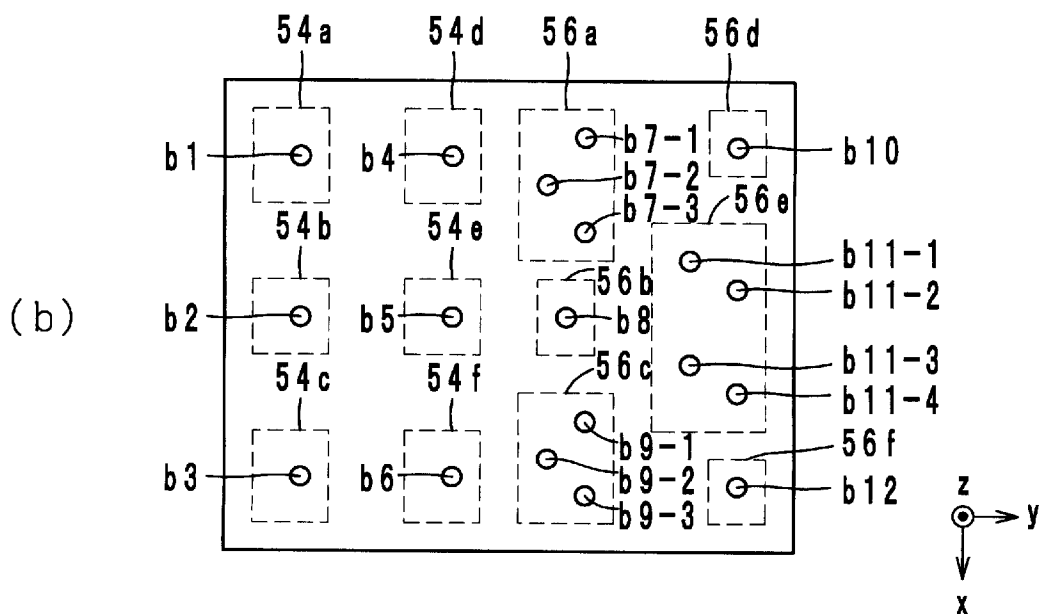 54a 54d 56a 56d
b1 b4 b7-1 b10
b7-2
b7-3 56e
54b 54e b11-1
56b b11-2
(b) b2 b5 b8
56c b11-3
54c 54f b11-4
b9-1 56f
b3 b6 b9-2 b12
b9-3
z
y
x